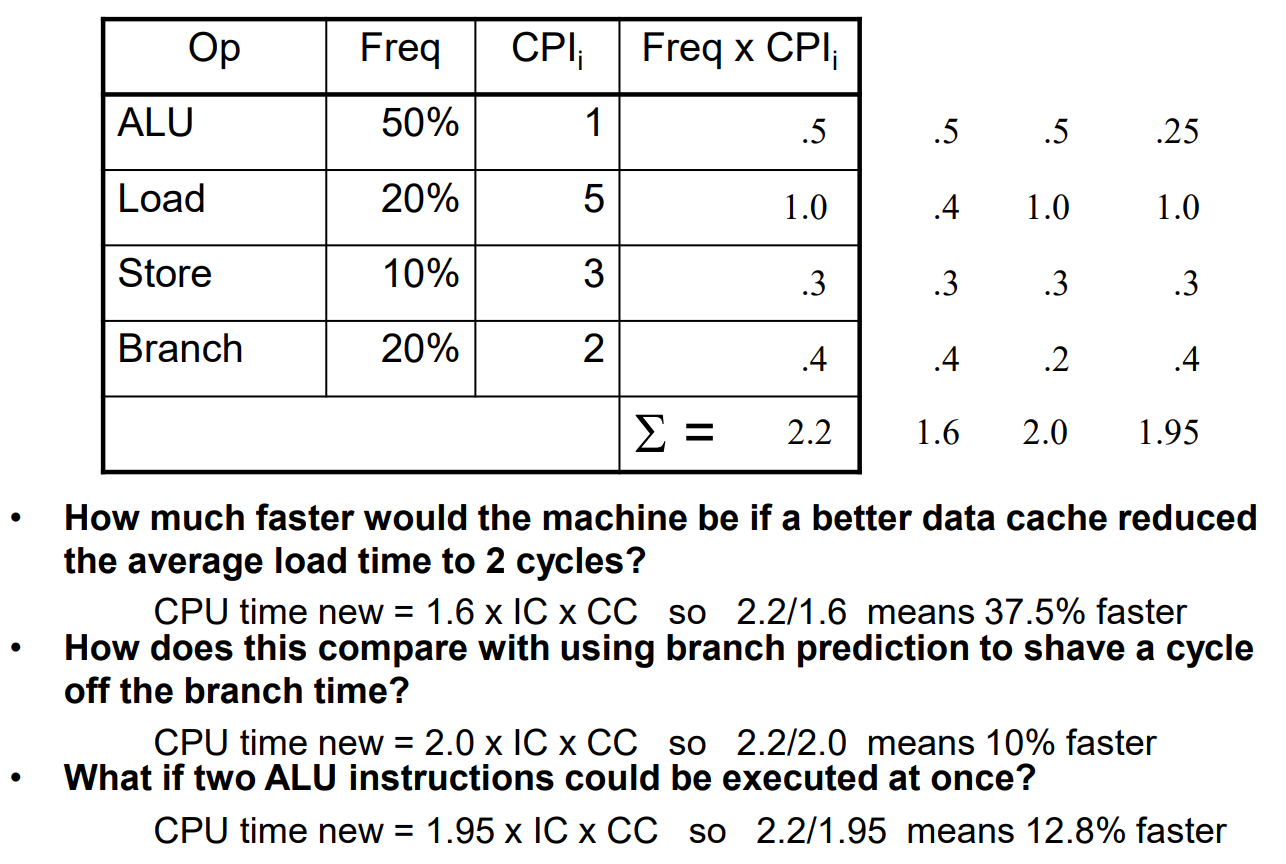 Op Freq CPIi Freq x CPIi
ALU 50% 1 .5 .5 .5 .25
Load 20% 5 1.0 .4 1.0 1.0
Store 10% 3 .3 .3 .3 .3
Branch 20% 2 .4 .4 .2 .4
∑ = 2.2 1.6 2.0 1.95
• How much faster would the machine be if a better data cache reduced
the average load time to 2 cycles?
CPU time new = 1.6 x IC x CC so 2.2/1.6 means 37.5% faster
• How does this compare with using branch prediction to shave a cycle
off the branch time?
CPU time new = 2.0 x IC x CC so 2.2/2.0 means 10% faster
• What if two ALU instructions could be executed at once?
CPU time new = 1.95 x IC x CC so 2.2/1.95 means 12.8% faster